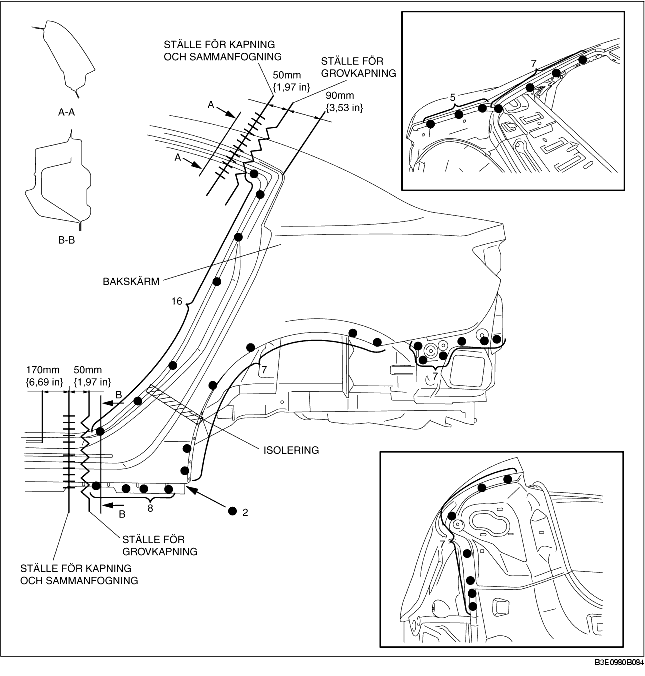 STÄLLE FÖR KAPNING
OCH SAMMANFOGNING
STÄLLE FÖR
GROVKAPNING
50mm
{1,97 in}
90mm
{3,53 in}
A
A
A-A
B-B
7
5
BAKSKÄRM
16
170mm
{6,69 in}
50mm
{1,97 in}
B
7
7
ISOLERING
8
B
2
STÄLLE FÖR
GROVKAPNING
STÄLLE FÖR KAPNING
OCH SAMMANFOGNING
7
B3E0980B084